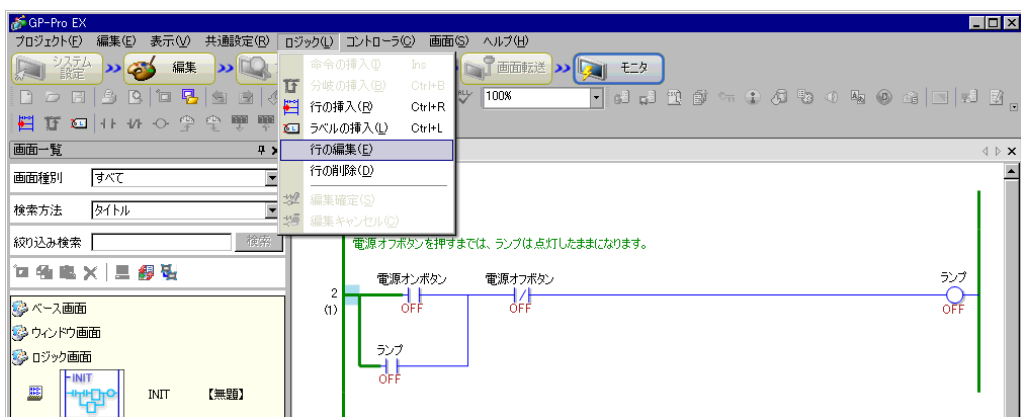 GP-Pro EX
プロジェクト(F) 編集(E) 表示(V) 共通設定(R) ロジック(L) コントローラ(C) 画面(S) ヘルプ(H)
システム設定 編集 画面転送 モニタ
命令の挿入(I) Ins
分岐の挿入(B) Ctrl+B
行の挿入(R) Ctrl+R
ラベルの挿入(L) Ctrl+L
行の編集(E)
行の削除(D)
編集確定(S)
編集キャンセル(C)
100%
画面一覧
画面種別 すべて
検索方法 タイトル
絞り込み検索 検索
ベース画面
ウィンドウ画面
ロジック画面
INIT
INIT 【無題】
電源オフボタンを押すまでは、ランプは点灯したままになります。
電源オンボタン 電源オフボタン ランプ
2
(1) OFF OFF OFF
ランプ
OFF